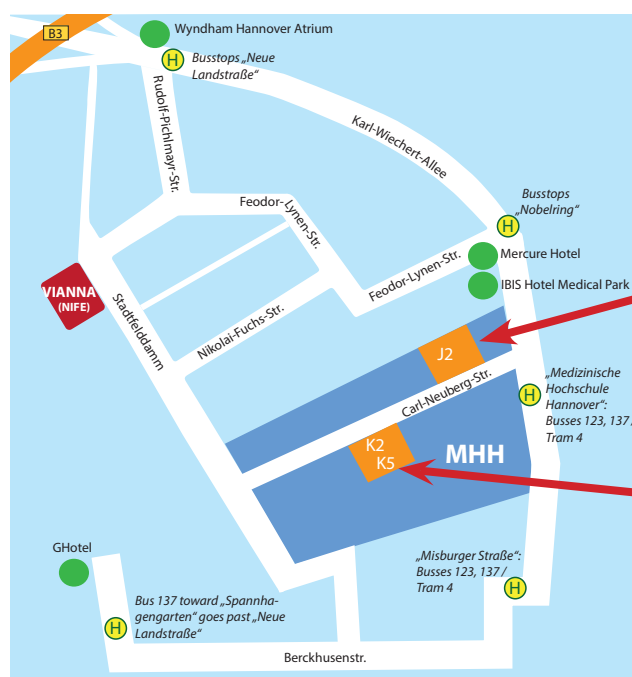 B3
Wyndham Hannover Atrium
H
Busstops „Neue
Landstraße“
Rudolf-Pichlmayr-Str.
Karl-Wiechert-Allee
Feodor-
Lynen-Str.
Busstops
„Nobelring“
H
Mercure Hotel
Feodor-Lynen-Str.
IBIS Hotel Medical Park
VIANNA
(NIFE)
Stadtfelddamm
Nikolai-Fuchs-Str.
J2
Carl-Neuberg-Str.
„Medizinische
Hochschule
Hannover“:
Busses 123, 137 /
Tram 4
H
K2
K5
MHH
GHotel
„Misburger Straße“:
Busses 123, 137 /
Tram 4
H
Bus 137 toward „Spannha-
gengarten“ goes past „Neue
Landstraße“
H
Berckhusenstr.